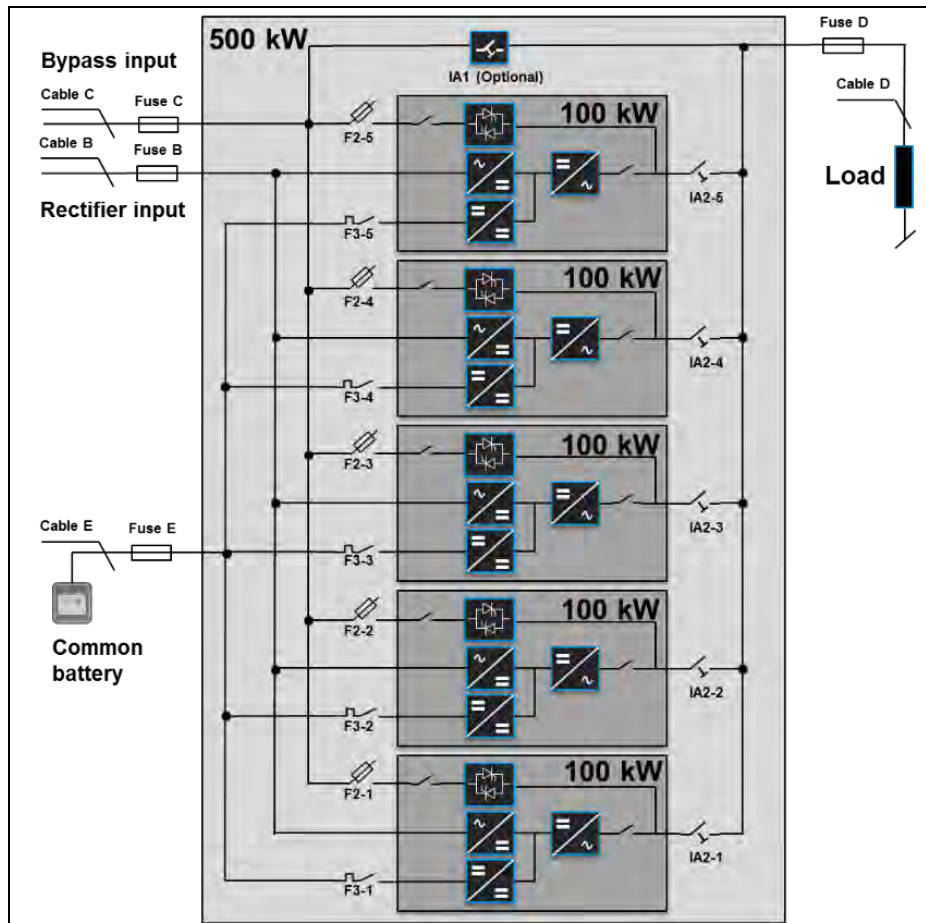 500 kW
Fuse D
Bypass input
IA1 (Optional)
Cable C
Fuse C
Cable D
F2-5
100 kW
Cable B
Fuse B
Load
Rectifier input
IA2-5
F3-5
100 kW
F2-4
IA2-4
F3-4
100 kW
F2-3
IA2-3
Cable E
Fuse E
F3-3
100 kW
F2-2
Common
battery
IA2-2
F3-2
100 kW
F2-1
IA2-1
F3-1